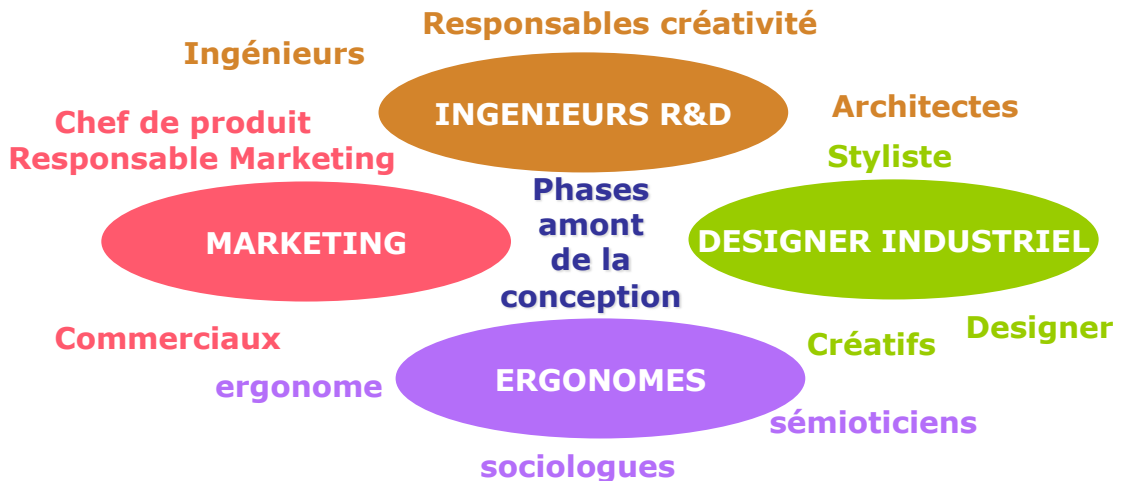 Responsables créativité
Ingénieurs
INGENIEURS R&D
Architectes
Chef de produit
Responsable Marketing
Styliste
Phases
amont
de la
conception
MARKETING
DESIGNER INDUSTRIEL
Commerciaux
Designer
Créatifs
ergonome
ERGONOMES
sémioticiens
sociologues